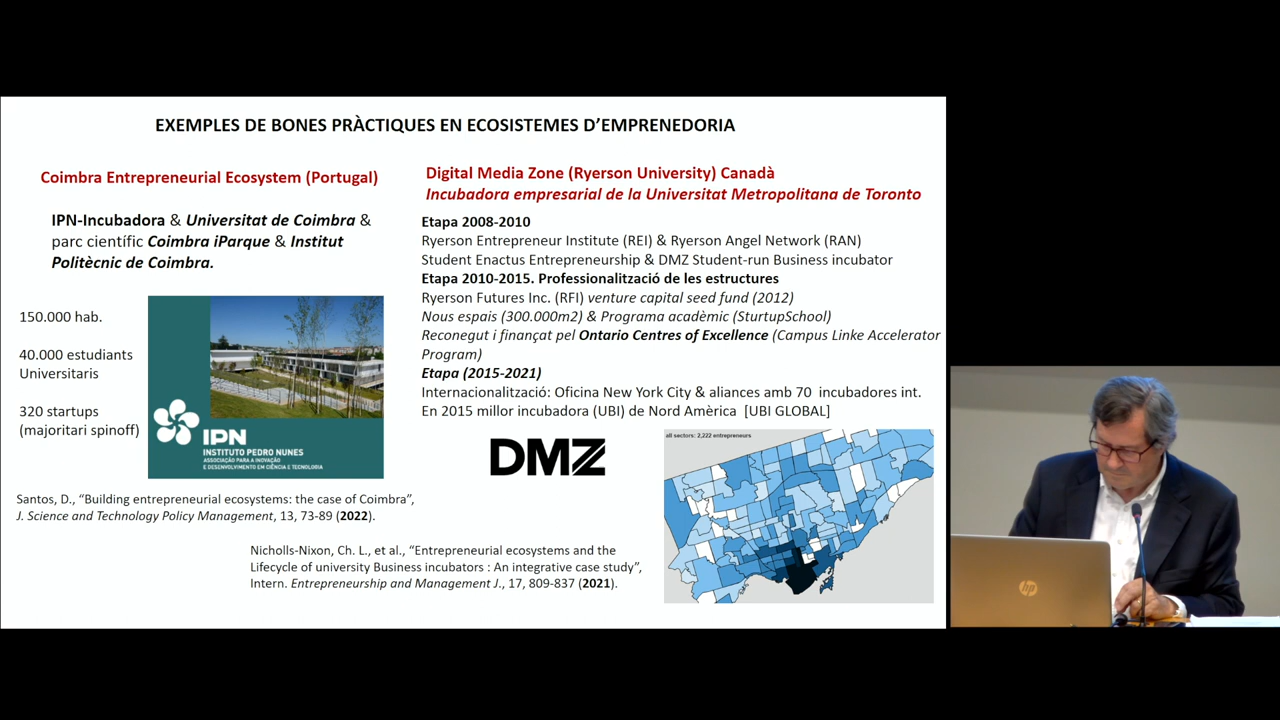 EXEMPLES DE BONES PRÀCTIQUES EN ECOSISTEMES D'EMPRENEDORIA
Coimbra Entrepreneurial Ecosystem (Portugal)
IPN-Incubadora & Universitat de Coimbra &
parc científic Coimbra iParque & Institut
Politècnic de Coimbra.
150.000 hab.
40.000 estudiants
Universitaris
320 startups
(majoritari spinoff)
IPN
INSTITUTO PEDRO NUNES
ASSOCIAÇÃO PARA A INOVAÇÃO
E DESENVOLVIMENTO EM CIÊNCIA E TECNOLOGIA
Santos, D., “Building entrepreneurial ecosystems: the case of Coimbra”,
J. Science and Technology Policy Management, 13, 73-89 (2022).
Digital Media Zone (Ryerson University) Canadà
Incubadora empresarial de la Universitat Metropolitana de Toronto
Etapa 2008-2010
Ryerson Entrepreneur Institute (REI) & Ryerson Angel Network (RAN)
Student Enactus Entrepreneurship & DMZ Student-run Business incubator
Etapa 2010-2015. Professionalització de les estructures
Ryerson Futures Inc. (RFI) venture capital seed fund (2012)
Nous espais (300.000m2) & Programa acadèmic (SturtupSchool)
Reconegut i finançat pel Ontario Centres of Excellence (Campus Linke Accelerator
Program)
Etapa (2015-2021)
Internacionalització: Oficina New York City & aliances amb 70 incubadores int.
En 2015 millor incubadora (UBI) de Nord Amèrica [UBI GLOBAL]
DMZ
all sectors: 2,222 entrepreneurs
Nicholls-Nixon, Ch. L., et al., “Entrepreneurial ecosystems and the
Lifecycle of university Business incubators : An integrative case study”,
Intern. Entrepreneurship and Management J., 17, 809-837 (2021).
hp